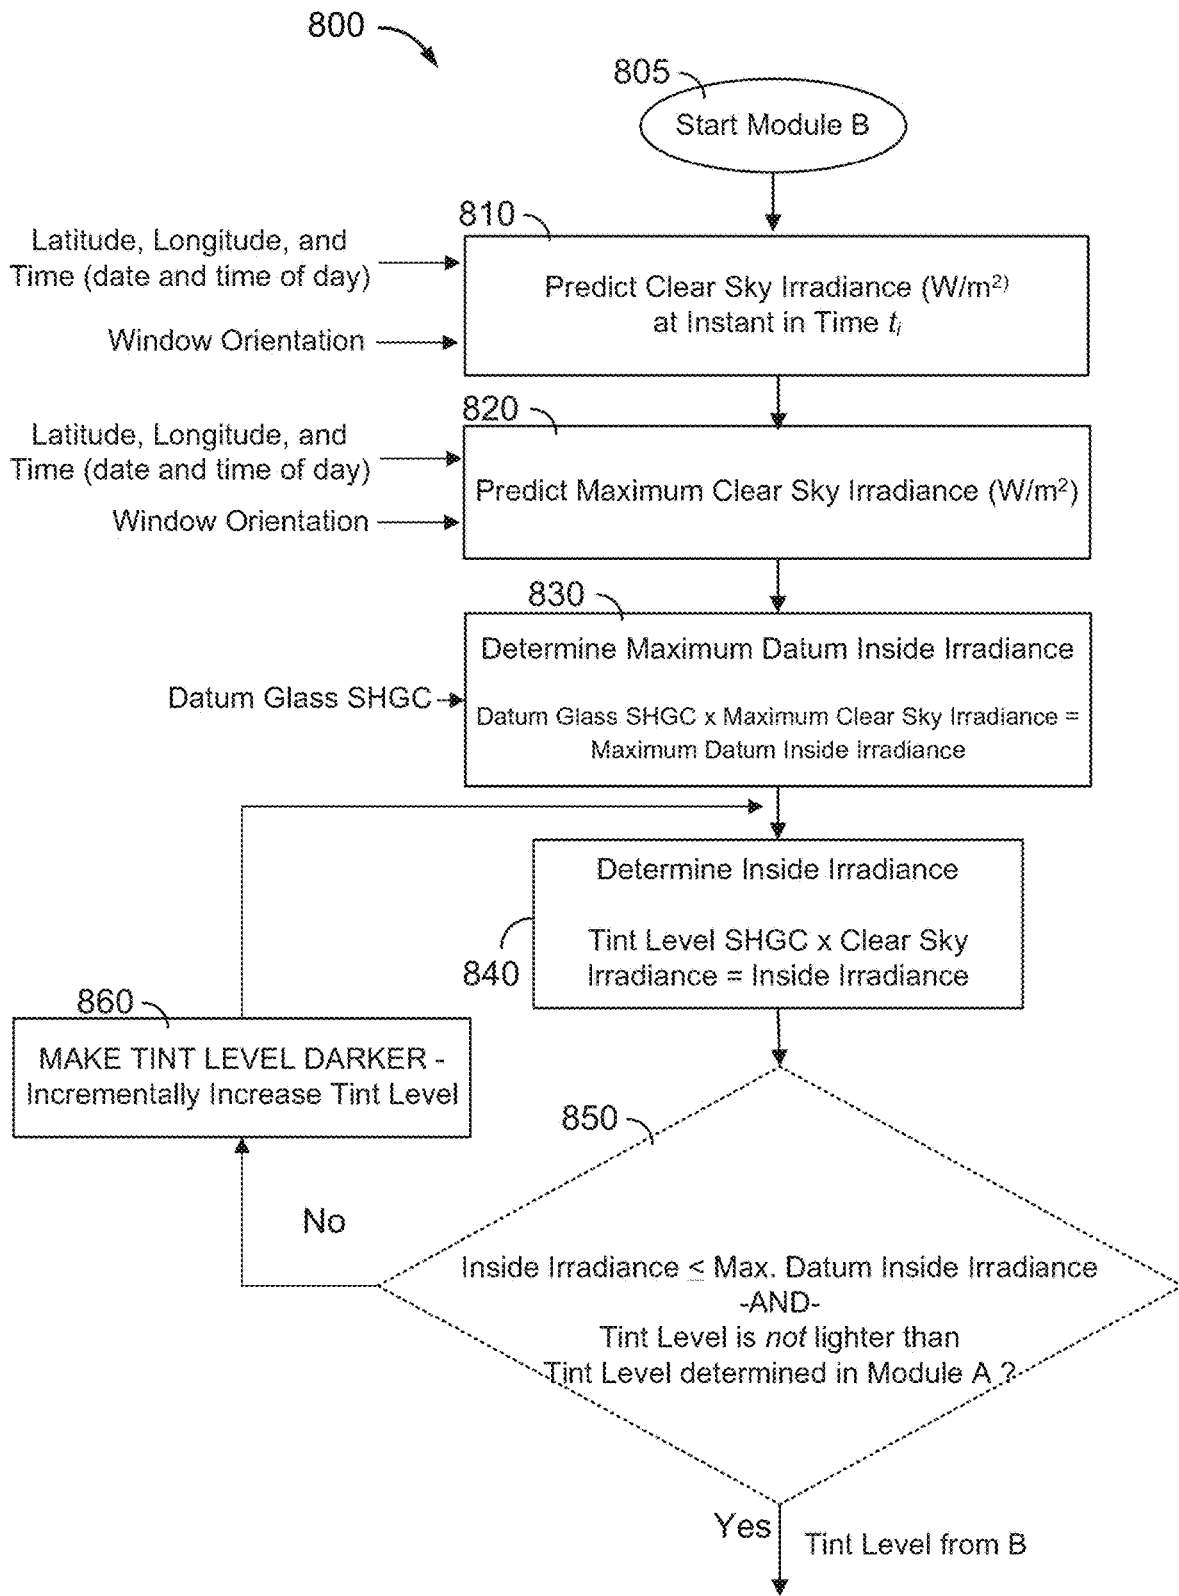 800
805
Start Module B
810
Latitude, Longitude, and
Time (date and time of day)
Window Orientation
Predict Clear Sky Irradiance (W/m²⁾
at Instant in Time tᵢ
820
Latitude, Longitude, and
Time (date and time of day)
Window Orientation
Predict Maximum Clear Sky Irradiance (W/m²)
830
Determine Maximum Datum Inside Irradiance
Datum Glass SHGC
Datum Glass SHGC x Maximum Clear Sky Irradiance =
Maximum Datum Inside Irradiance
Determine Inside Irradiance
Tint Level SHGC x Clear Sky
Irradiance = Inside Irradiance
840
860
MAKE TINT LEVEL DARKER -
Incrementally Increase Tint Level
850
No
Inside Irradiance ≤ Max. Datum Inside Irradiance
-AND-
Tint Level is not lighter than
Tint Level determined in Module A ?
Yes
Tint Level from B